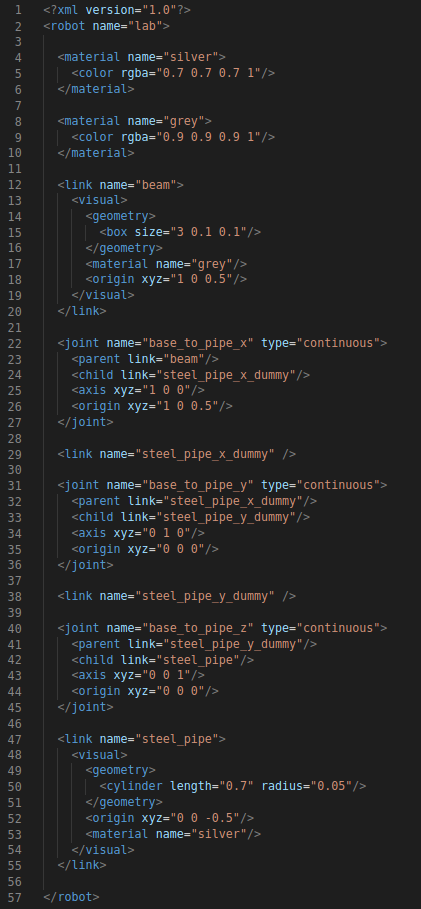 1 <?xml version="1.0"?>
2 <robot name="lab">
3
4   <material name="silver">
5     <color rgba="0.7 0.7 0.7 1"/>
6   </material>
7
8   <material name="grey">
9     <color rgba="0.9 0.9 0.9 1"/>
10   </material>
11
12   <link name="beam">
13     <visual>
14       <geometry>
15         <box size="3 0.1 0.1"/>
16       </geometry>
17       <material name="grey"/>
18       <origin xyz="1 0 0.5"/>
19     </visual>
20   </link>
21
22   <joint name="base_to_pipe_x" type="continuous">
23     <parent link="beam"/>
24     <child link="steel_pipe_x_dummy"/>
25     <axis xyz="1 0 0"/>
26     <origin xyz="1 0 0.5"/>
27   </joint>
28
29   <link name="steel_pipe_x_dummy" />
30
31   <joint name="base_to_pipe_y" type="continuous">
32     <parent link="steel_pipe_x_dummy"/>
33     <child link="steel_pipe_y_dummy"/>
34     <axis xyz="0 1 0"/>
35     <origin xyz="0 0 0"/>
36   </joint>
37
38   <link name="steel_pipe_y_dummy" />
39
40   <joint name="base_to_pipe_z" type="continuous">
41     <parent link="steel_pipe_y_dummy"/>
42     <child link="steel_pipe"/>
43     <axis xyz="0 0 1"/>
44     <origin xyz="0 0 0"/>
45   </joint>
46
47   <link name="steel_pipe">
48     <visual>
49       <geometry>
50         <cylinder length="0.7" radius="0.05"/>
51       </geometry>
52       <origin xyz="0 0 -0.5"/>
53       <material name="silver"/>
54     </visual>
55   </link>
56
57 </robot>